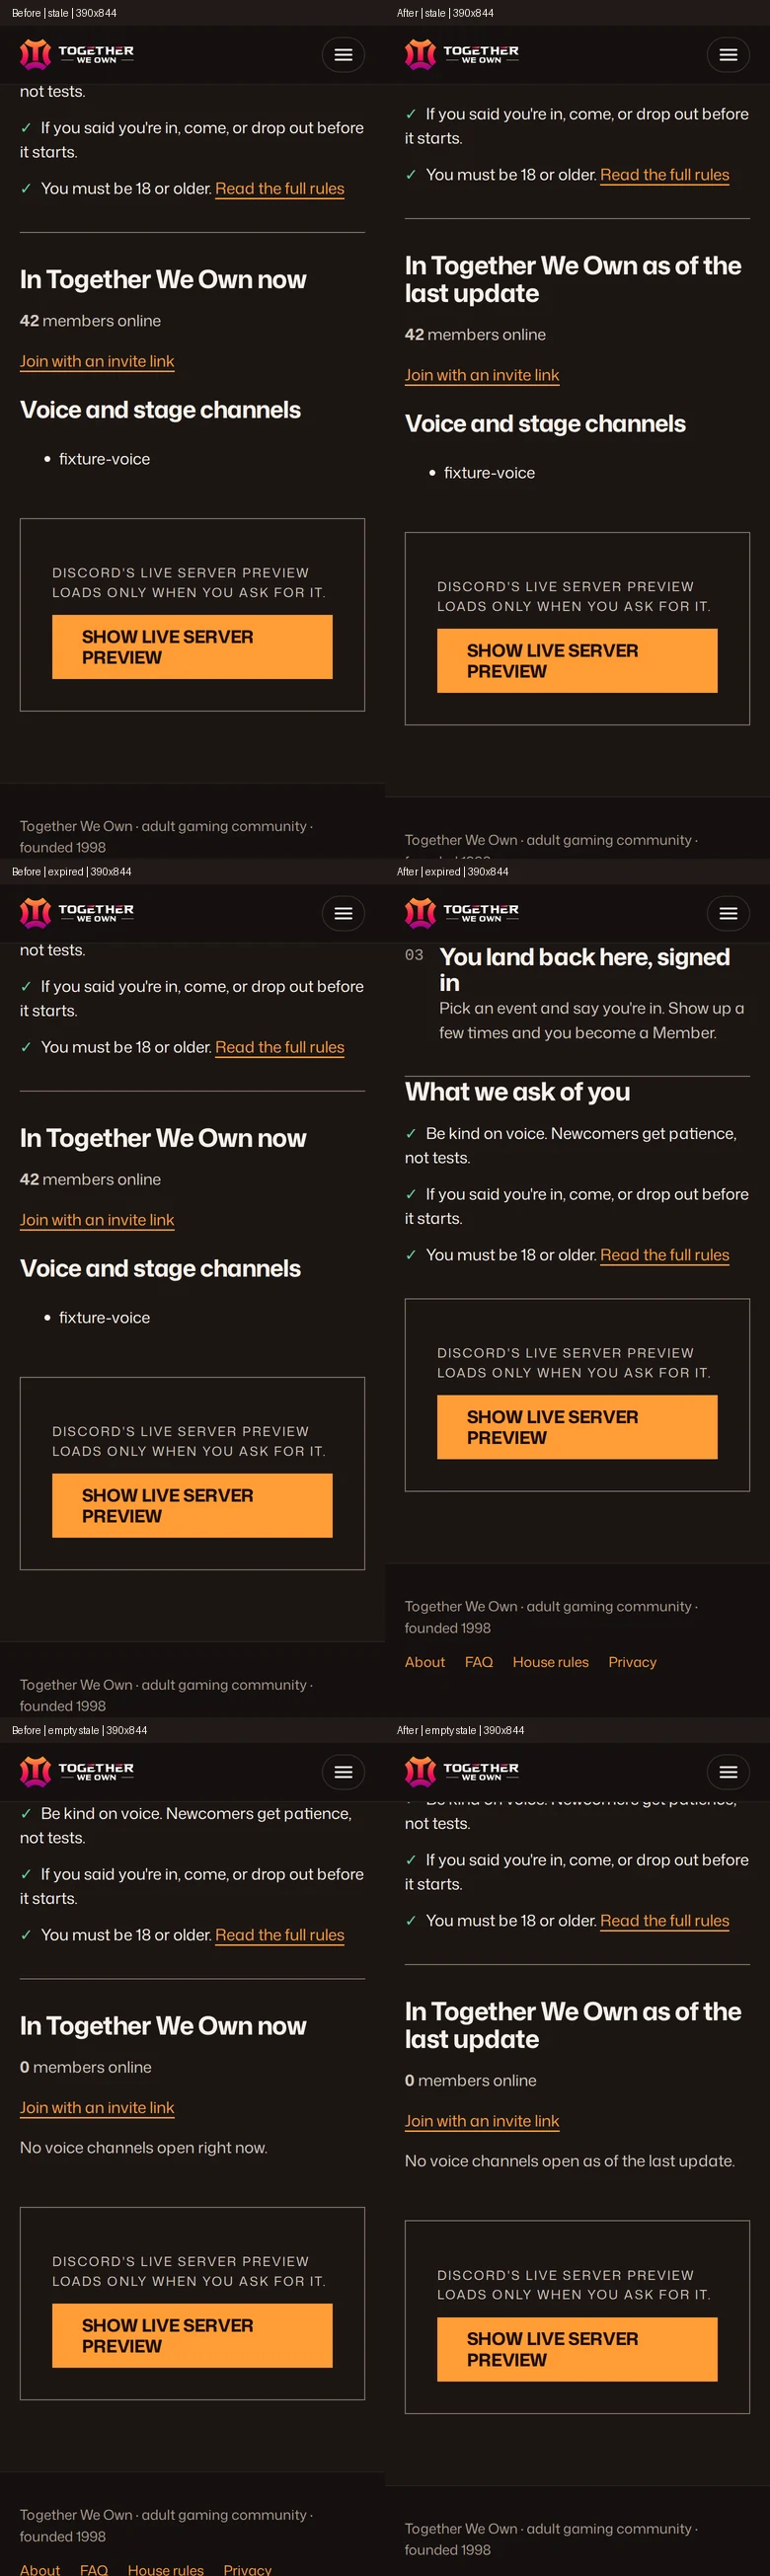 Before | stale | 390x844
TOGETHER
WE OWN
not tests.
✓ If you said you're in, come, or drop out before
it starts.
✓ You must be 18 or older. Read the full rules
In Together We Own now
42 members online
Join with an invite link
Voice and stage channels
• fixture-voice
DISCORD'S LIVE SERVER PREVIEW
LOADS ONLY WHEN YOU ASK FOR IT.
SHOW LIVE SERVER
PREVIEW
Together We Own · adult gaming community ·
founded 1998
After | stale | 390x844
TOGETHER
WE OWN
✓ If you said you're in, come, or drop out before
it starts.
✓ You must be 18 or older. Read the full rules
In Together We Own as of the
last update
42 members online
Join with an invite link
Voice and stage channels
• fixture-voice
DISCORD'S LIVE SERVER PREVIEW
LOADS ONLY WHEN YOU ASK FOR IT.
SHOW LIVE SERVER
PREVIEW
Together We Own · adult gaming community ·
founded 1998
Before | expired | 390x844
TOGETHER
WE OWN
not tests.
✓ If you said you're in, come, or drop out before
it starts.
✓ You must be 18 or older. Read the full rules
In Together We Own now
42 members online
Join with an invite link
Voice and stage channels
• fixture-voice
DISCORD'S LIVE SERVER PREVIEW
LOADS ONLY WHEN YOU ASK FOR IT.
SHOW LIVE SERVER
PREVIEW
Together We Own · adult gaming community ·
founded 1998
After | expired | 390x844
TOGETHER
WE OWN
03 You land back here, signed
in
Pick an event and say you're in. Show up a
few times and you become a Member.
What we ask of you
✓ Be kind on voice. Newcomers get patience,
not tests.
✓ If you said you're in, come, or drop out before
it starts.
✓ You must be 18 or older. Read the full rules
DISCORD'S LIVE SERVER PREVIEW
LOADS ONLY WHEN YOU ASK FOR IT.
SHOW LIVE SERVER
PREVIEW
Together We Own · adult gaming community ·
founded 1998
About FAQ House rules Privacy
Before | empty stale | 390x844
TOGETHER
WE OWN
✓ Be kind on voice. Newcomers get patience,
not tests.
✓ If you said you're in, come, or drop out before
it starts.
✓ You must be 18 or older. Read the full rules
In Together We Own now
0 members online
Join with an invite link
No voice channels open right now.
DISCORD'S LIVE SERVER PREVIEW
LOADS ONLY WHEN YOU ASK FOR IT.
SHOW LIVE SERVER
PREVIEW
Together We Own · adult gaming community ·
founded 1998
About FAQ House rules Privacy
After | empty stale | 390x844
TOGETHER
WE OWN
Be kind on voice. Newcomers get patience,
not tests.
✓ If you said you're in, come, or drop out before
it starts.
✓ You must be 18 or older. Read the full rules
In Together We Own as of the
last update
0 members online
Join with an invite link
No voice channels open as of the last update.
DISCORD'S LIVE SERVER PREVIEW
LOADS ONLY WHEN YOU ASK FOR IT.
SHOW LIVE SERVER
PREVIEW
Together We Own · adult gaming community ·
founded 1998